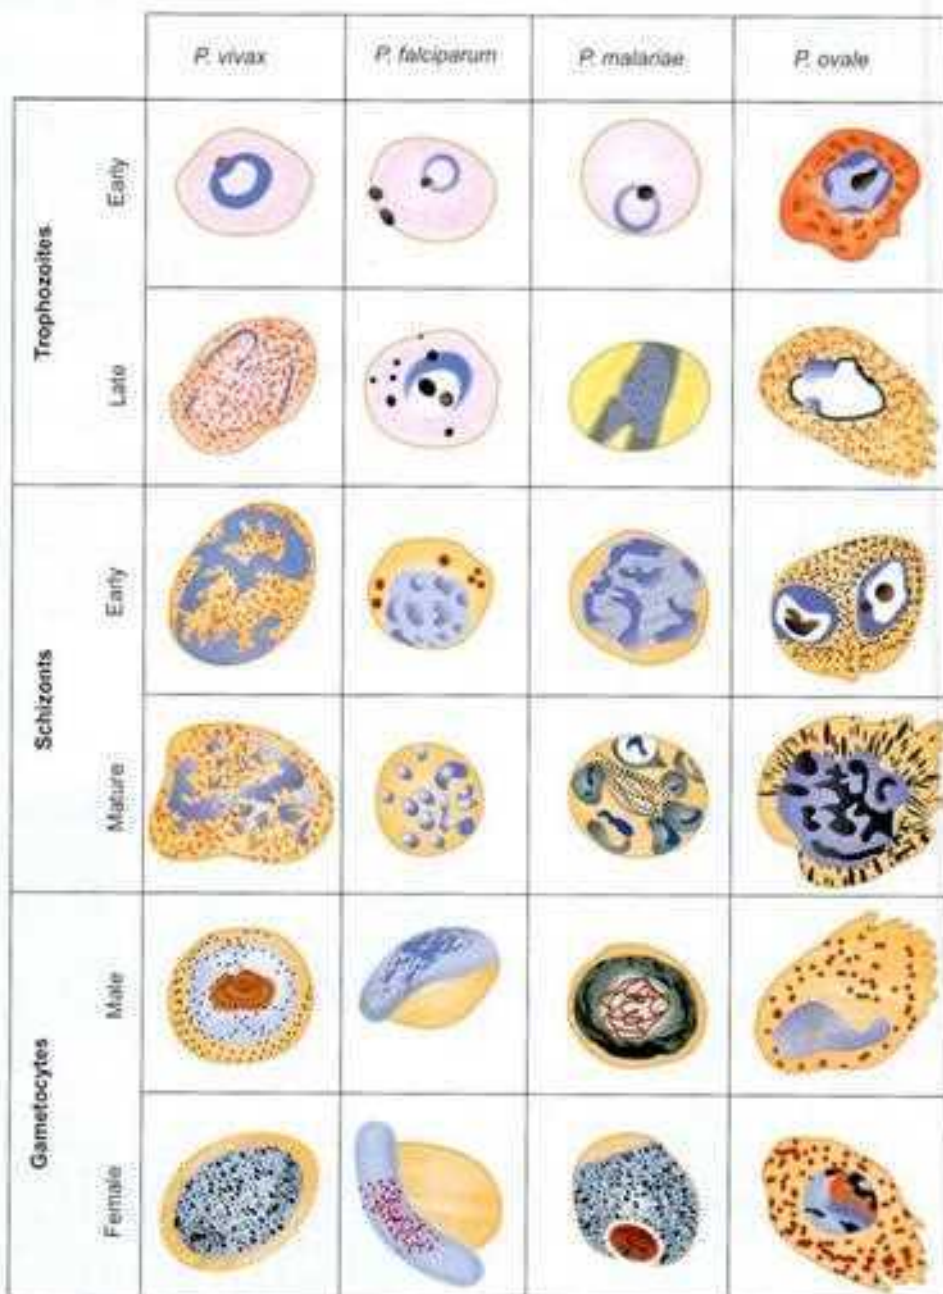 P. vivax P. falciparum P. malariae P. ovale
Trophozoites
Early
Late
Schizonts
Early
Mature
Gametocytes
Male
Female